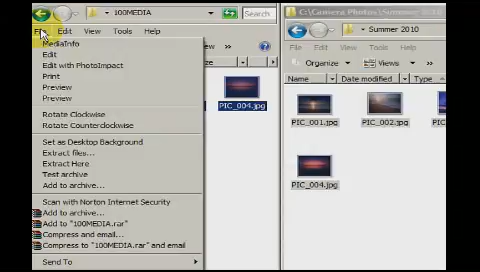 100MEDIA
Search
File Edit View Tools Help
MediaInfo
Edit
Edit with PhotoImpact
Print
Preview
Preview
Rotate Clockwise
Rotate Counterclockwise
Set as Desktop Background
Extract files...
Extract Here
Test archive
Add to archive...
Scan with Norton Internet Security
Add to archive...
Add to "100MEDIA.rar"
Compress and email...
Compress to "100MEDIA.rar" and email
Send To
PIC_004.jpg
C:\Camera Photos\Summer 2010
Summer 2010
File Edit View Tools Help
Organize Views
Name Date modified
PIC_001.jpg PIC_002.jpg
PIC_004.jpg